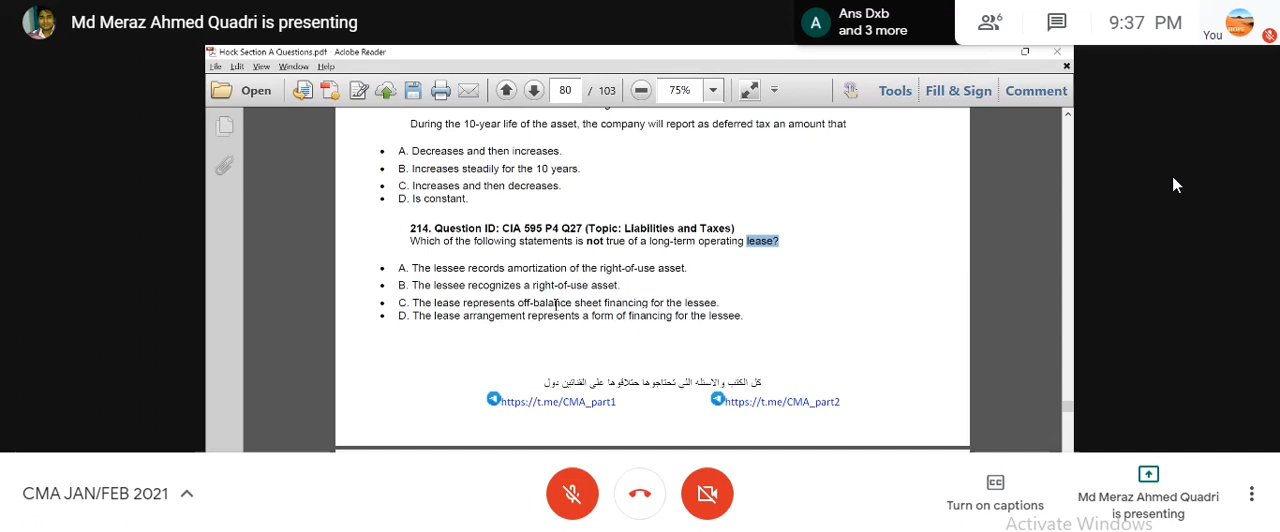 Md Meraz Ahmed Quadri is presenting
A
Ans Dxb
and 3 more
6
9:37 PM
You
Hock Section A Questions.pdf - Adobe Reader
File Edit View Window Help
Open
80 / 103
75%
Tools
Fill & Sign
Comment
During the 10-year life of the asset, the company will report as deferred tax an amount that
• A. Decreases and then increases.
• B. Increases steadily for the 10 years.
• C. Increases and then decreases.
• D. Is constant.
214. Question ID: CIA 595 P4 Q27 (Topic: Liabilities and Taxes)
Which of the following statements is not true of a long-term operating lease?
• A. The lessee records amortization of the right-of-use asset.
• B. The lessee recognizes a right-of-use asset.
• C. The lease represents off-balance sheet financing for the lessee.
• D. The lease arrangement represents a form of financing for the lessee.
كل الكتب والاسئله اللي تحتاجوها حتلاقوها علي القناتين دول
https://t.me/CMA_part1
https://t.me/CMA_part2
CMA JAN/FEB 2021
Turn on captions
Md Meraz Ahmed Quadri
is presenting
Activate Windows